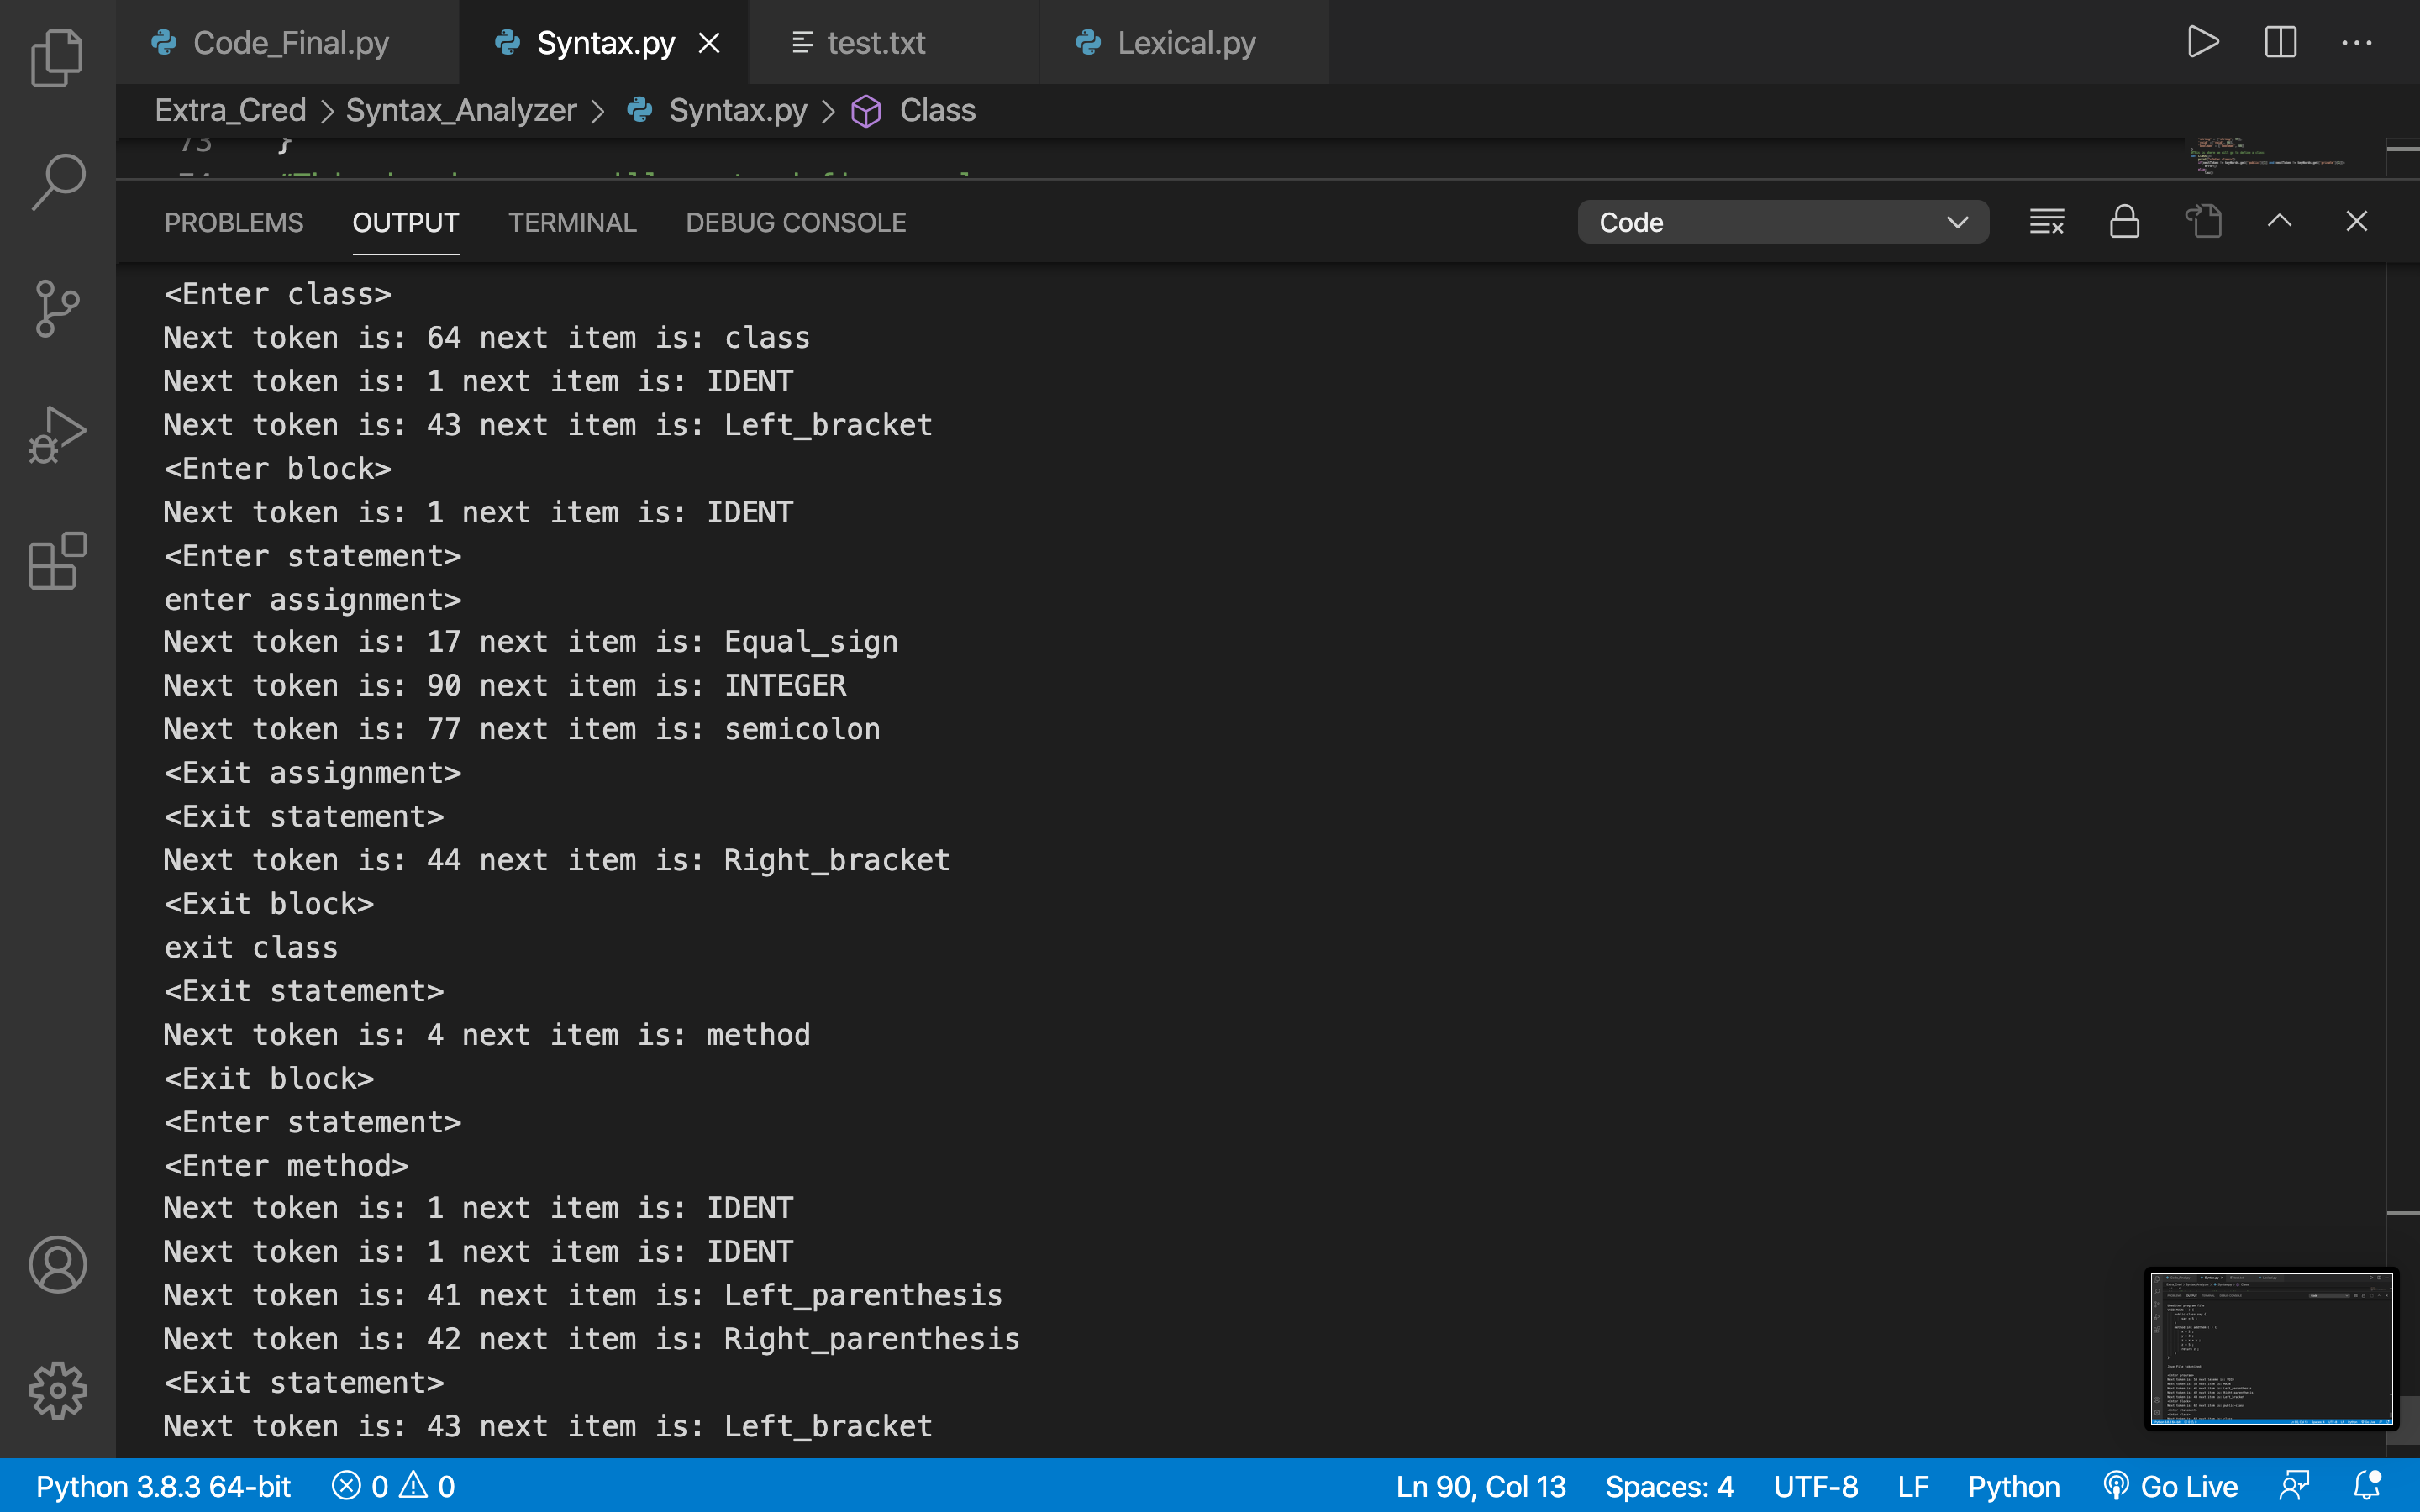 Code_Final.py Syntax.py test.txt Lexical.py
Extra_Cred > Syntax_Analyzer > Syntax.py > Class
73 }
PROBLEMS OUTPUT TERMINAL DEBUG CONSOLE Code
<Enter class>
Next token is: 64 next item is: class
Next token is: 1 next item is: IDENT
Next token is: 43 next item is: Left_bracket
<Enter block>
Next token is: 1 next item is: IDENT
<Enter statement>
enter assignment>
Next token is: 17 next item is: Equal_sign
Next token is: 90 next item is: INTEGER
Next token is: 77 next item is: semicolon
<Exit assignment>
<Exit statement>
Next token is: 44 next item is: Right_bracket
<Exit block>
exit class
<Exit statement>
Next token is: 4 next item is: method
<Exit block>
<Enter statement>
<Enter method>
Next token is: 1 next item is: IDENT
Next token is: 1 next item is: IDENT
Next token is: 41 next item is: Left_parenthesis
Next token is: 42 next item is: Right_parenthesis
<Exit statement>
Next token is: 43 next item is: Left_bracket
Python 3.8.3 64-bit 0 0 Ln 90, Col 13 Spaces: 4 UTF-8 LF Python Go Live